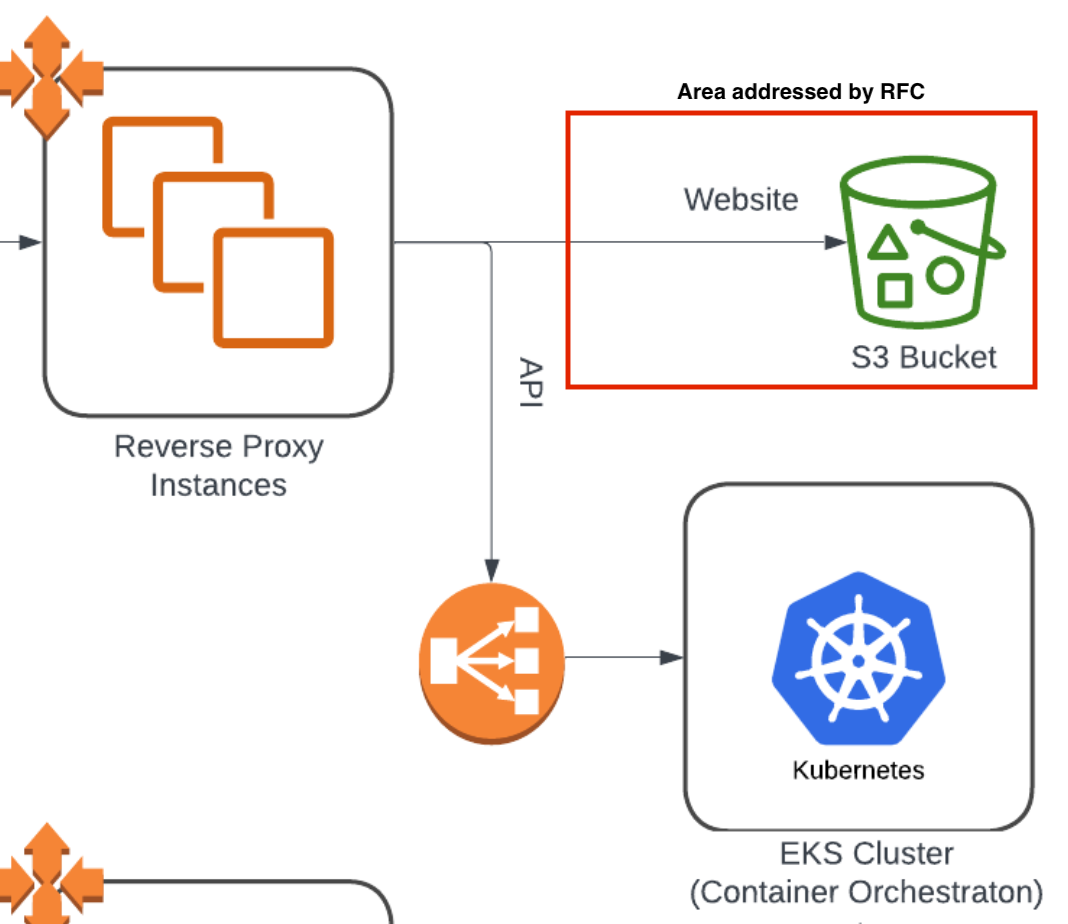 Area addressed by RFC
Website
S3 Bucket
API
Reverse Proxy
Instances
Kubernetes
EKS Cluster
(Container Orchestraton)